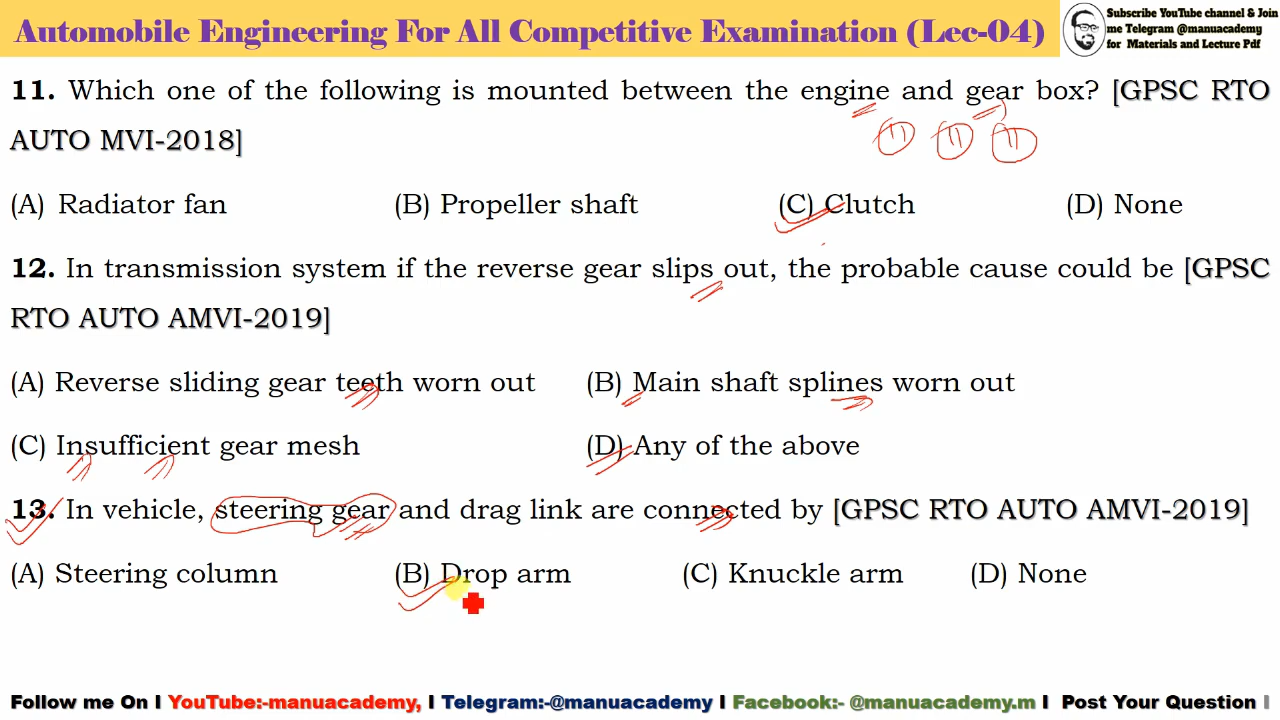 Automobile Engineering For All Competitive Examination (Lec-04)
Subscribe YouTube channel & Join
me Telegram @manuacademy
for Materials and Lecture Pdf
11. Which one of the following is mounted between the engine and gear box? [GPSC RTO
AUTO MVI-2018]
(A) Radiator fan (B) Propeller shaft (C) Clutch (D) None
12. In transmission system if the reverse gear slips out, the probable cause could be [GPSC
RTO AUTO AMVI-2019]
(A) Reverse sliding gear teeth worn out (B) Main shaft splines worn out
(C) Insufficient gear mesh (D) Any of the above
13. In vehicle, steering gear and drag link are connected by [GPSC RTO AUTO AMVI-2019]
(A) Steering column (B) Drop arm (C) Knuckle arm (D) None
Follow me On I YouTube:-manuacademy, I Telegram:-@manuacademy I Facebook:- @manuacademy.m I Post Your Question I